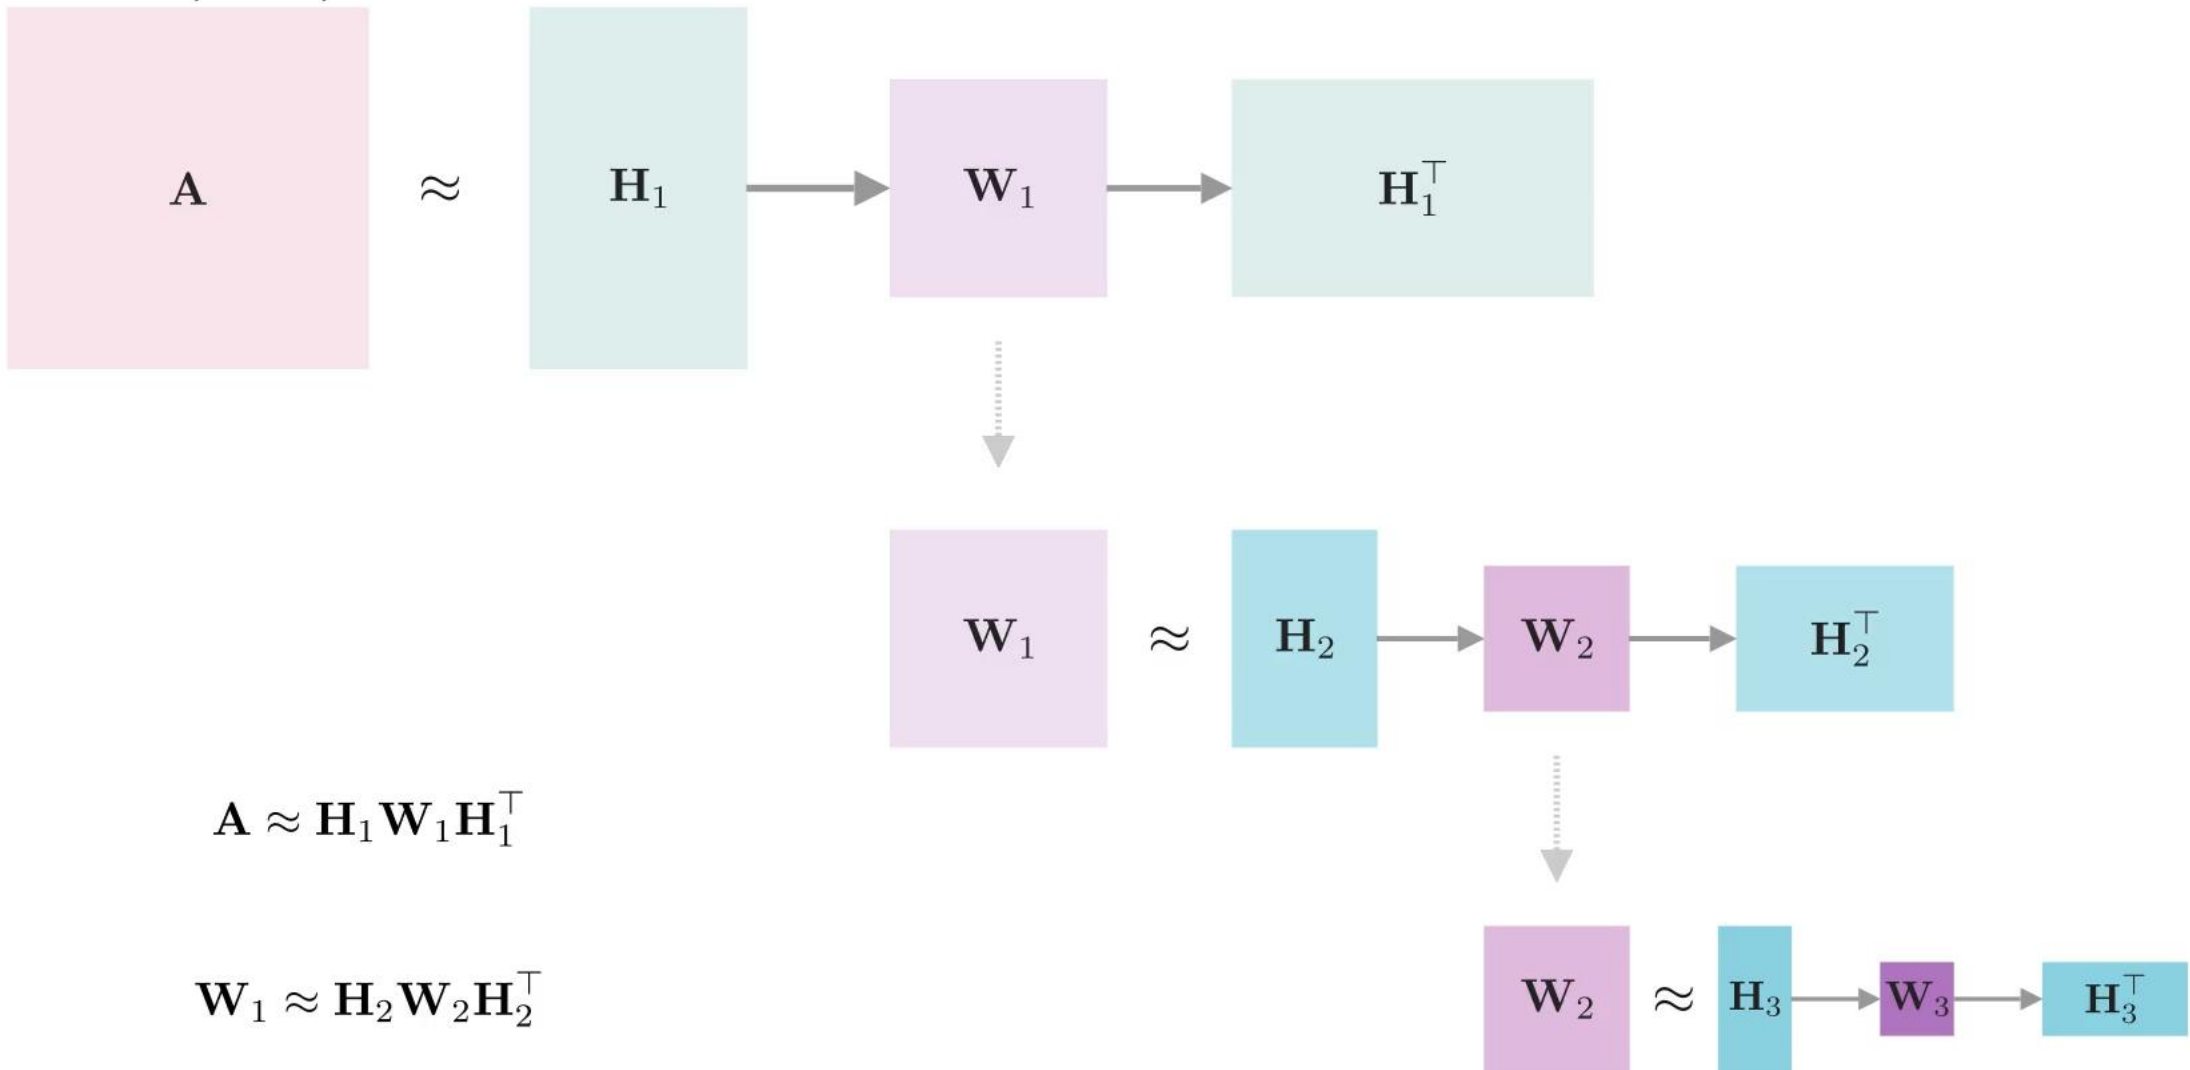 A ≈ H₁ W₁ H₁⊤
W₁ ≈ H₂ W₂ H₂⊤
A ≈ H₁W₁H₁⊤
W₁ ≈ H₂W₂H₂⊤
W₂ ≈ H₃ W₃ H₃⊤